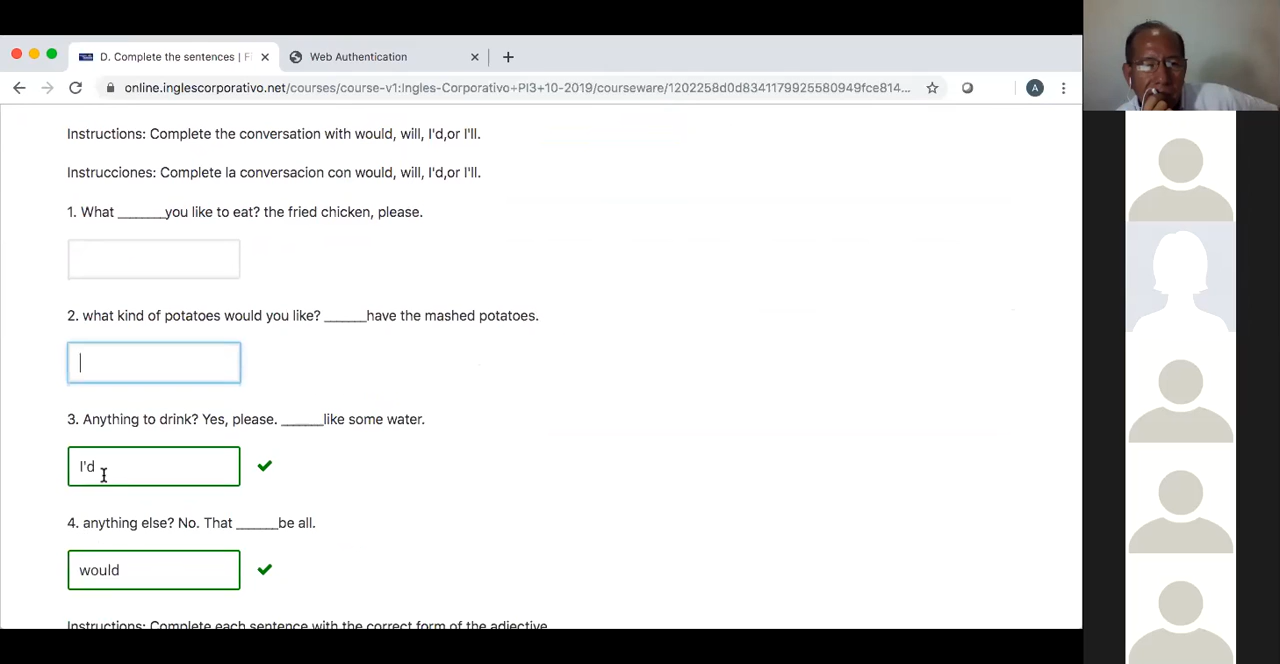 D. Complete the sentences | F
Web Authentication
online.inglescorporativo.net/courses/course-v1:Ingles-Corporativo+PI3+10-2019/courseware/1202258d0d8341179925580949fce814...
A
Instructions: Complete the conversation with would, will, I'd,or I'll.
Instrucciones: Complete la conversacion con would, will, I'd,or I'll.
1. What _______you like to eat? the fried chicken, please.
2. what kind of potatoes would you like? ______have the mashed potatoes.
3. Anything to drink? Yes, please. ______like some water.
I'd
4. anything else? No. That ______be all.
would
Instructions: Complete each sentence with the correct form of the adjective